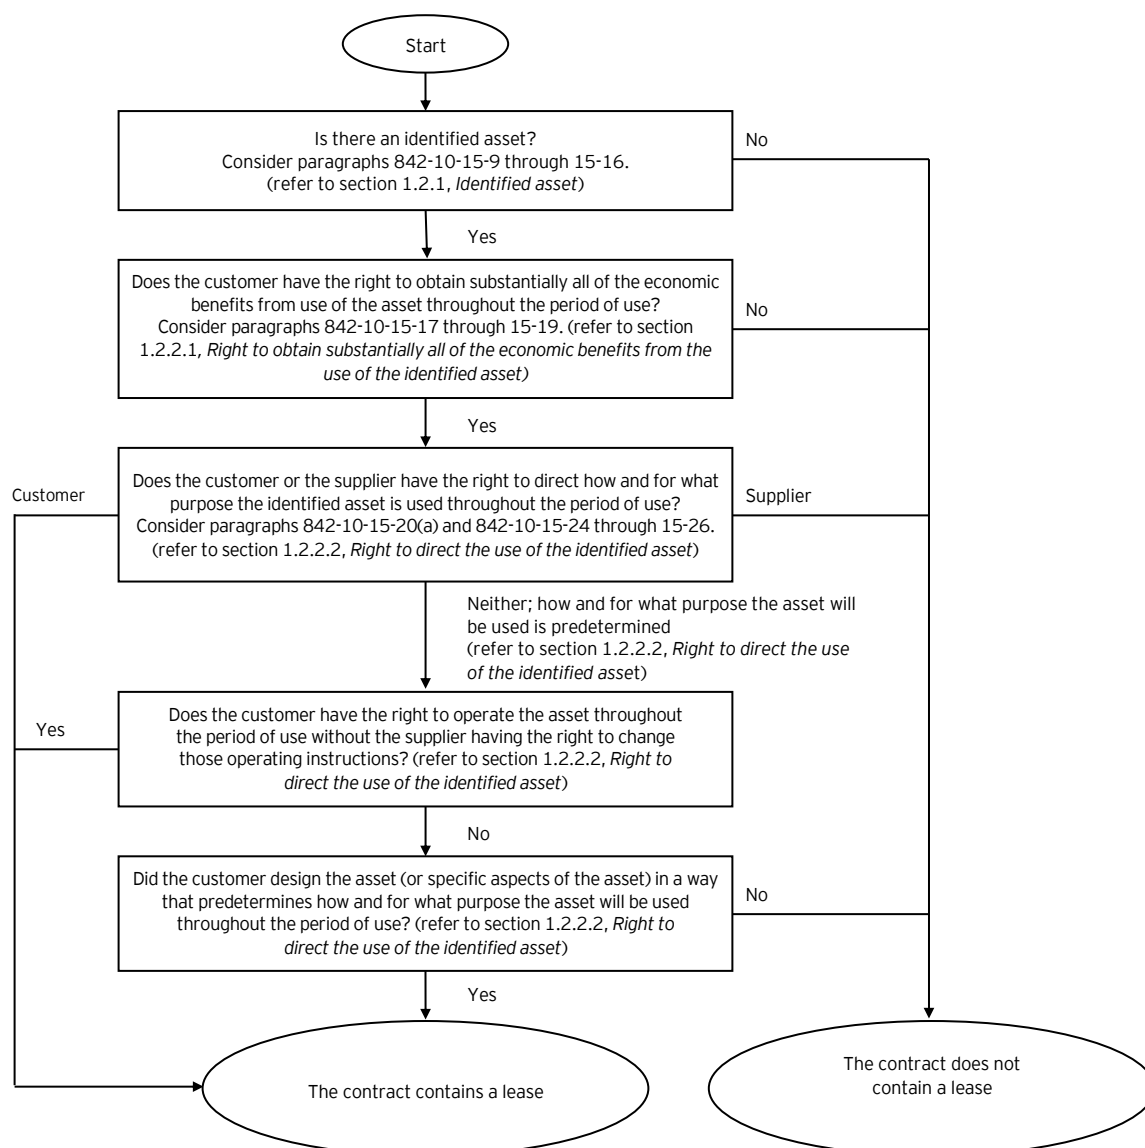 Start
Is there an identified asset?
Consider paragraphs 842-10-15-9 through 15-16.
(refer to section 1.2.1, Identified asset)
No
Yes
Does the customer have the right to obtain substantially all of the economic
benefits from use of the asset throughout the period of use?
Consider paragraphs 842-10-15-17 through 15-19. (refer to section
1.2.2.1, Right to obtain substantially all of the economic benefits from the
use of the identified asset)
No
Yes
Does the customer or the supplier have the right to direct how and for what
purpose the identified asset is used throughout the period of use?
Consider paragraphs 842-10-15-20(a) and 842-10-15-24 through 15-26.
(refer to section 1.2.2.2, Right to direct the use of the identified asset)
Customer
Supplier
Neither; how and for what purpose the asset will
be used is predetermined
(refer to section 1.2.2.2, Right to direct the use
of the identified asset)
Does the customer have the right to operate the asset throughout
the period of use without the supplier having the right to change
those operating instructions? (refer to section 1.2.2.2, Right to
direct the use of the identified asset)
Yes
No
Did the customer design the asset (or specific aspects of the asset) in a way
that predetermines how and for what purpose the asset will be used
throughout the period of use? (refer to section 1.2.2.2, Right to
direct the use of the identified asset)
No
Yes
The contract contains a lease
The contract does not
contain a lease